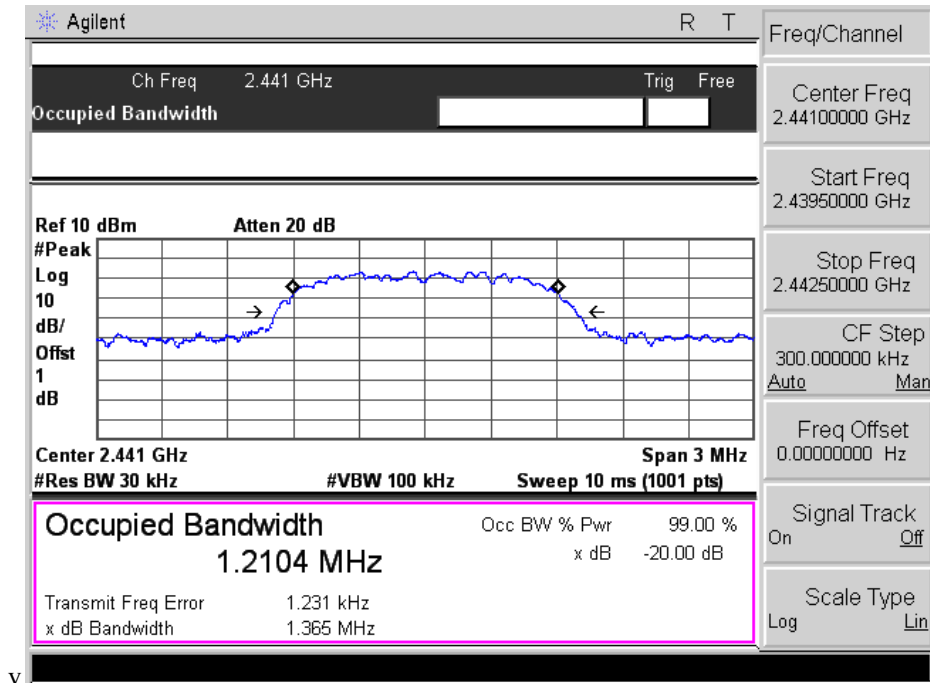 Agilent R T
Ch Freq 2.441 GHz Trig Free
Occupied Bandwidth
Ref 10 dBm Atten 20 dB
#Peak
Log
10
dB/
Offst
1
dB
Center 2.441 GHz Span 3 MHz
#Res BW 30 kHz #VBW 100 kHz Sweep 10 ms (1001 pts)
Occupied Bandwidth Occ BW % Pwr 99.00 %
1.2104 MHz x dB -20.00 dB
Transmit Freq Error 1.231 kHz
x dB Bandwidth 1.365 MHz
Freq/Channel
Center Freq
2.44100000 GHz
Start Freq
2.43950000 GHz
Stop Freq
2.44250000 GHz
CF Step
300.000000 kHz
Auto Man
Freq Offset
0.00000000 Hz
Signal Track
On Off
Scale Type
Log Lin
v